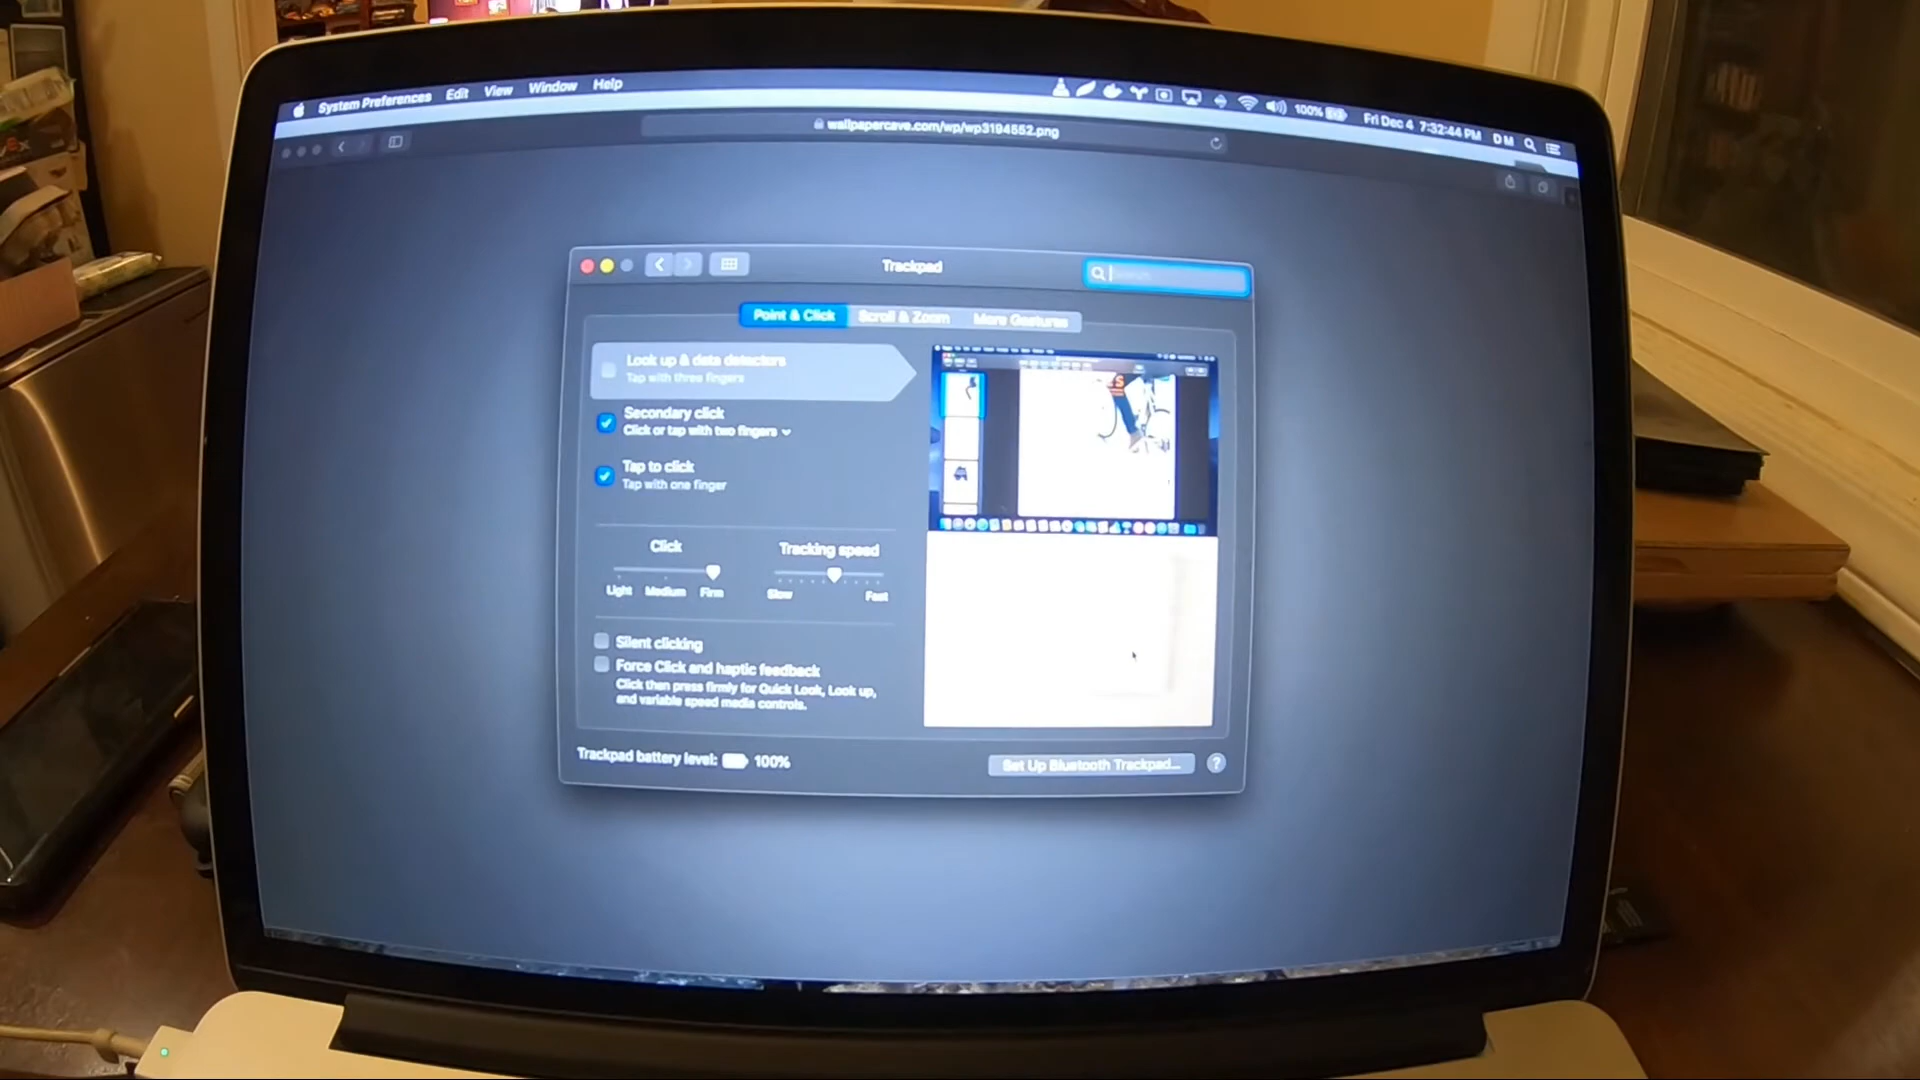 System Preferences Edit View Window Help
100% Fri Dec 4 7:32:44 PM D M
wallpapercave.com/wp/wp3194552.png
Trackpad
Point & Click Scroll & Zoom More Gestures
Look up & data detectors
Tap with three fingers
Secondary click
Click or tap with two fingers
Tap to click
Tap with one finger
Click Tracking speed
Light Medium Firm Slow Fast
Silent clicking
Force Click and haptic feedback
Click then press firmly for Quick Look, Look up,
and variable speed media controls.
Trackpad battery level: 100%
Set Up Bluetooth Trackpad... ?